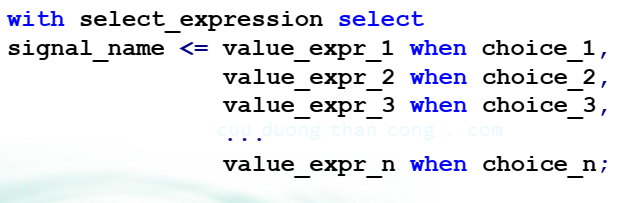 with select_expression select
signal_name <= value_expr_1 when choice_1,
value_expr_2 when choice_2,
value_expr_3 when choice_3,
cuu duong than cong . com
...
value_expr_n when choice_n;